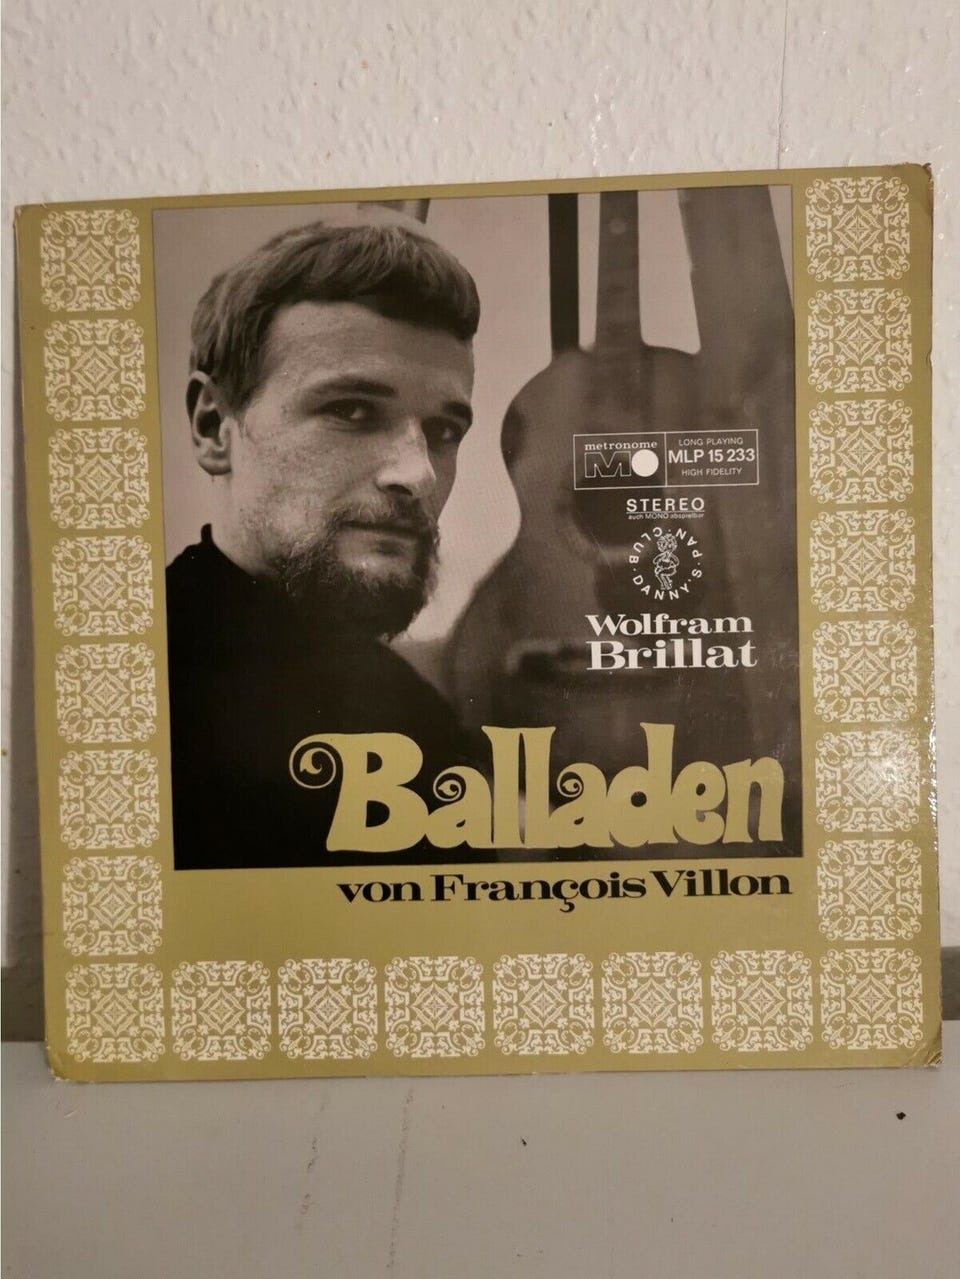 metronome
LONG PLAYING
MLP 15 233
HIGH FIDELITY
STEREO
auch MONO abspielbar
DANNY'S · PAN · CLUB ·
Wolfram
Brillat
Balladen
von François Villon